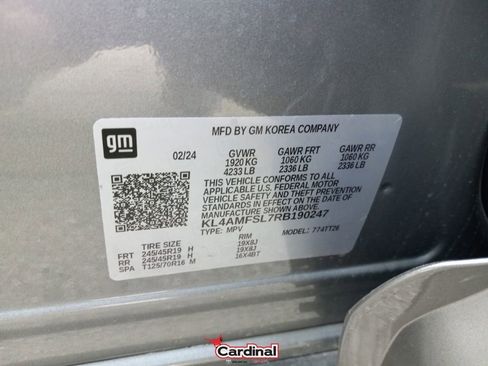 gm
MFD BY GM KOREA COMPANY
02/24 GVWR GAWR FRT GAWR RR
1920 KG 1060 KG 1060 KG
4233 LB 2336 LB 2336 LB
THIS VEHICLE CONFORMS TO ALL
APPLICABLE U.S. FEDERAL MOTOR
VEHICLE SAFETY AND THEFT PREVENTION
STANDARDS IN EFFECT ON THE DATE OF
MANUFACTURE SHOWN ABOVE.
KL4AMFSL7RB190247
TYPE: MPV MODEL: 774TT26
TIRE SIZE RIM
FRT 245/45R19 H 19X8J
RR 245/45R19 H 19X8J
SPA T125/70R16 M 16X4BT
Cardinal